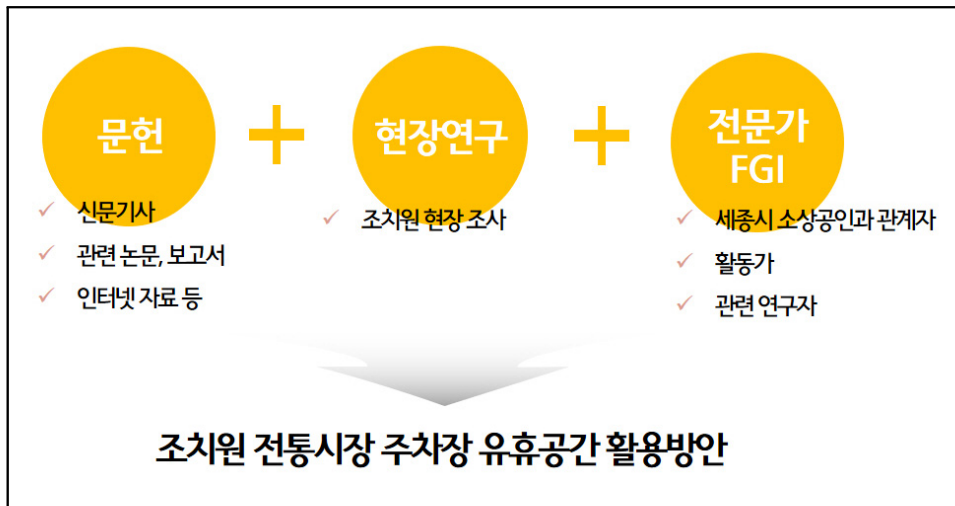 문헌
신문기사
관련 논문, 보고서
인터넷 자료 등
현장연구
조치원 현장 조사
전문가
FGI
세종시 소상공인과 관계자
활동가
관련 연구자
조치원 전통시장 주차장 유휴공간 활용방안